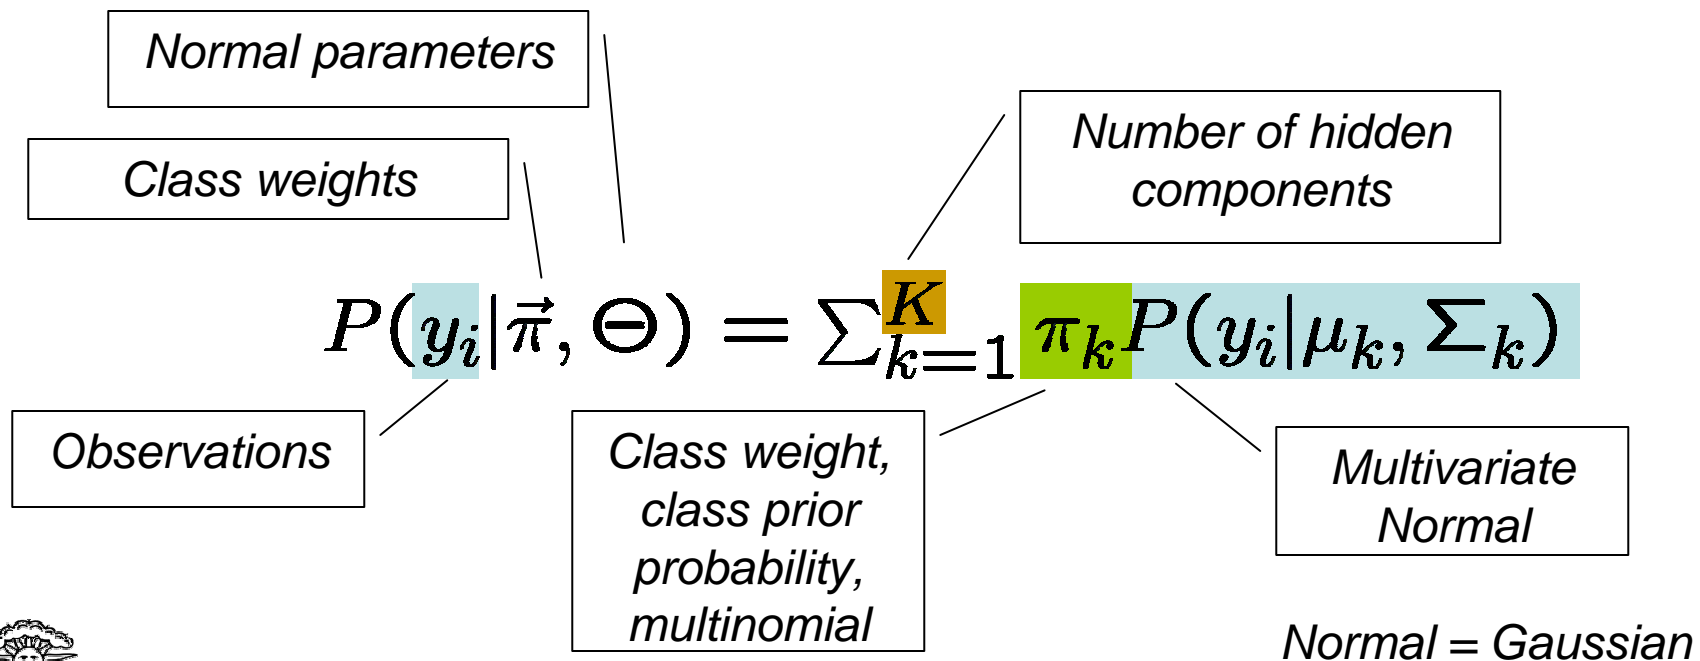 Normal parameters
Class weights
Number of hidden
components
P(y_i|\vec{π}, Θ) = ∑_{k=1}^{K} π_k P(y_i|μ_k, Σ_k)
Observations
Class weight,
class prior
probability,
multinomial
Multivariate
Normal
Normal = Gaussian